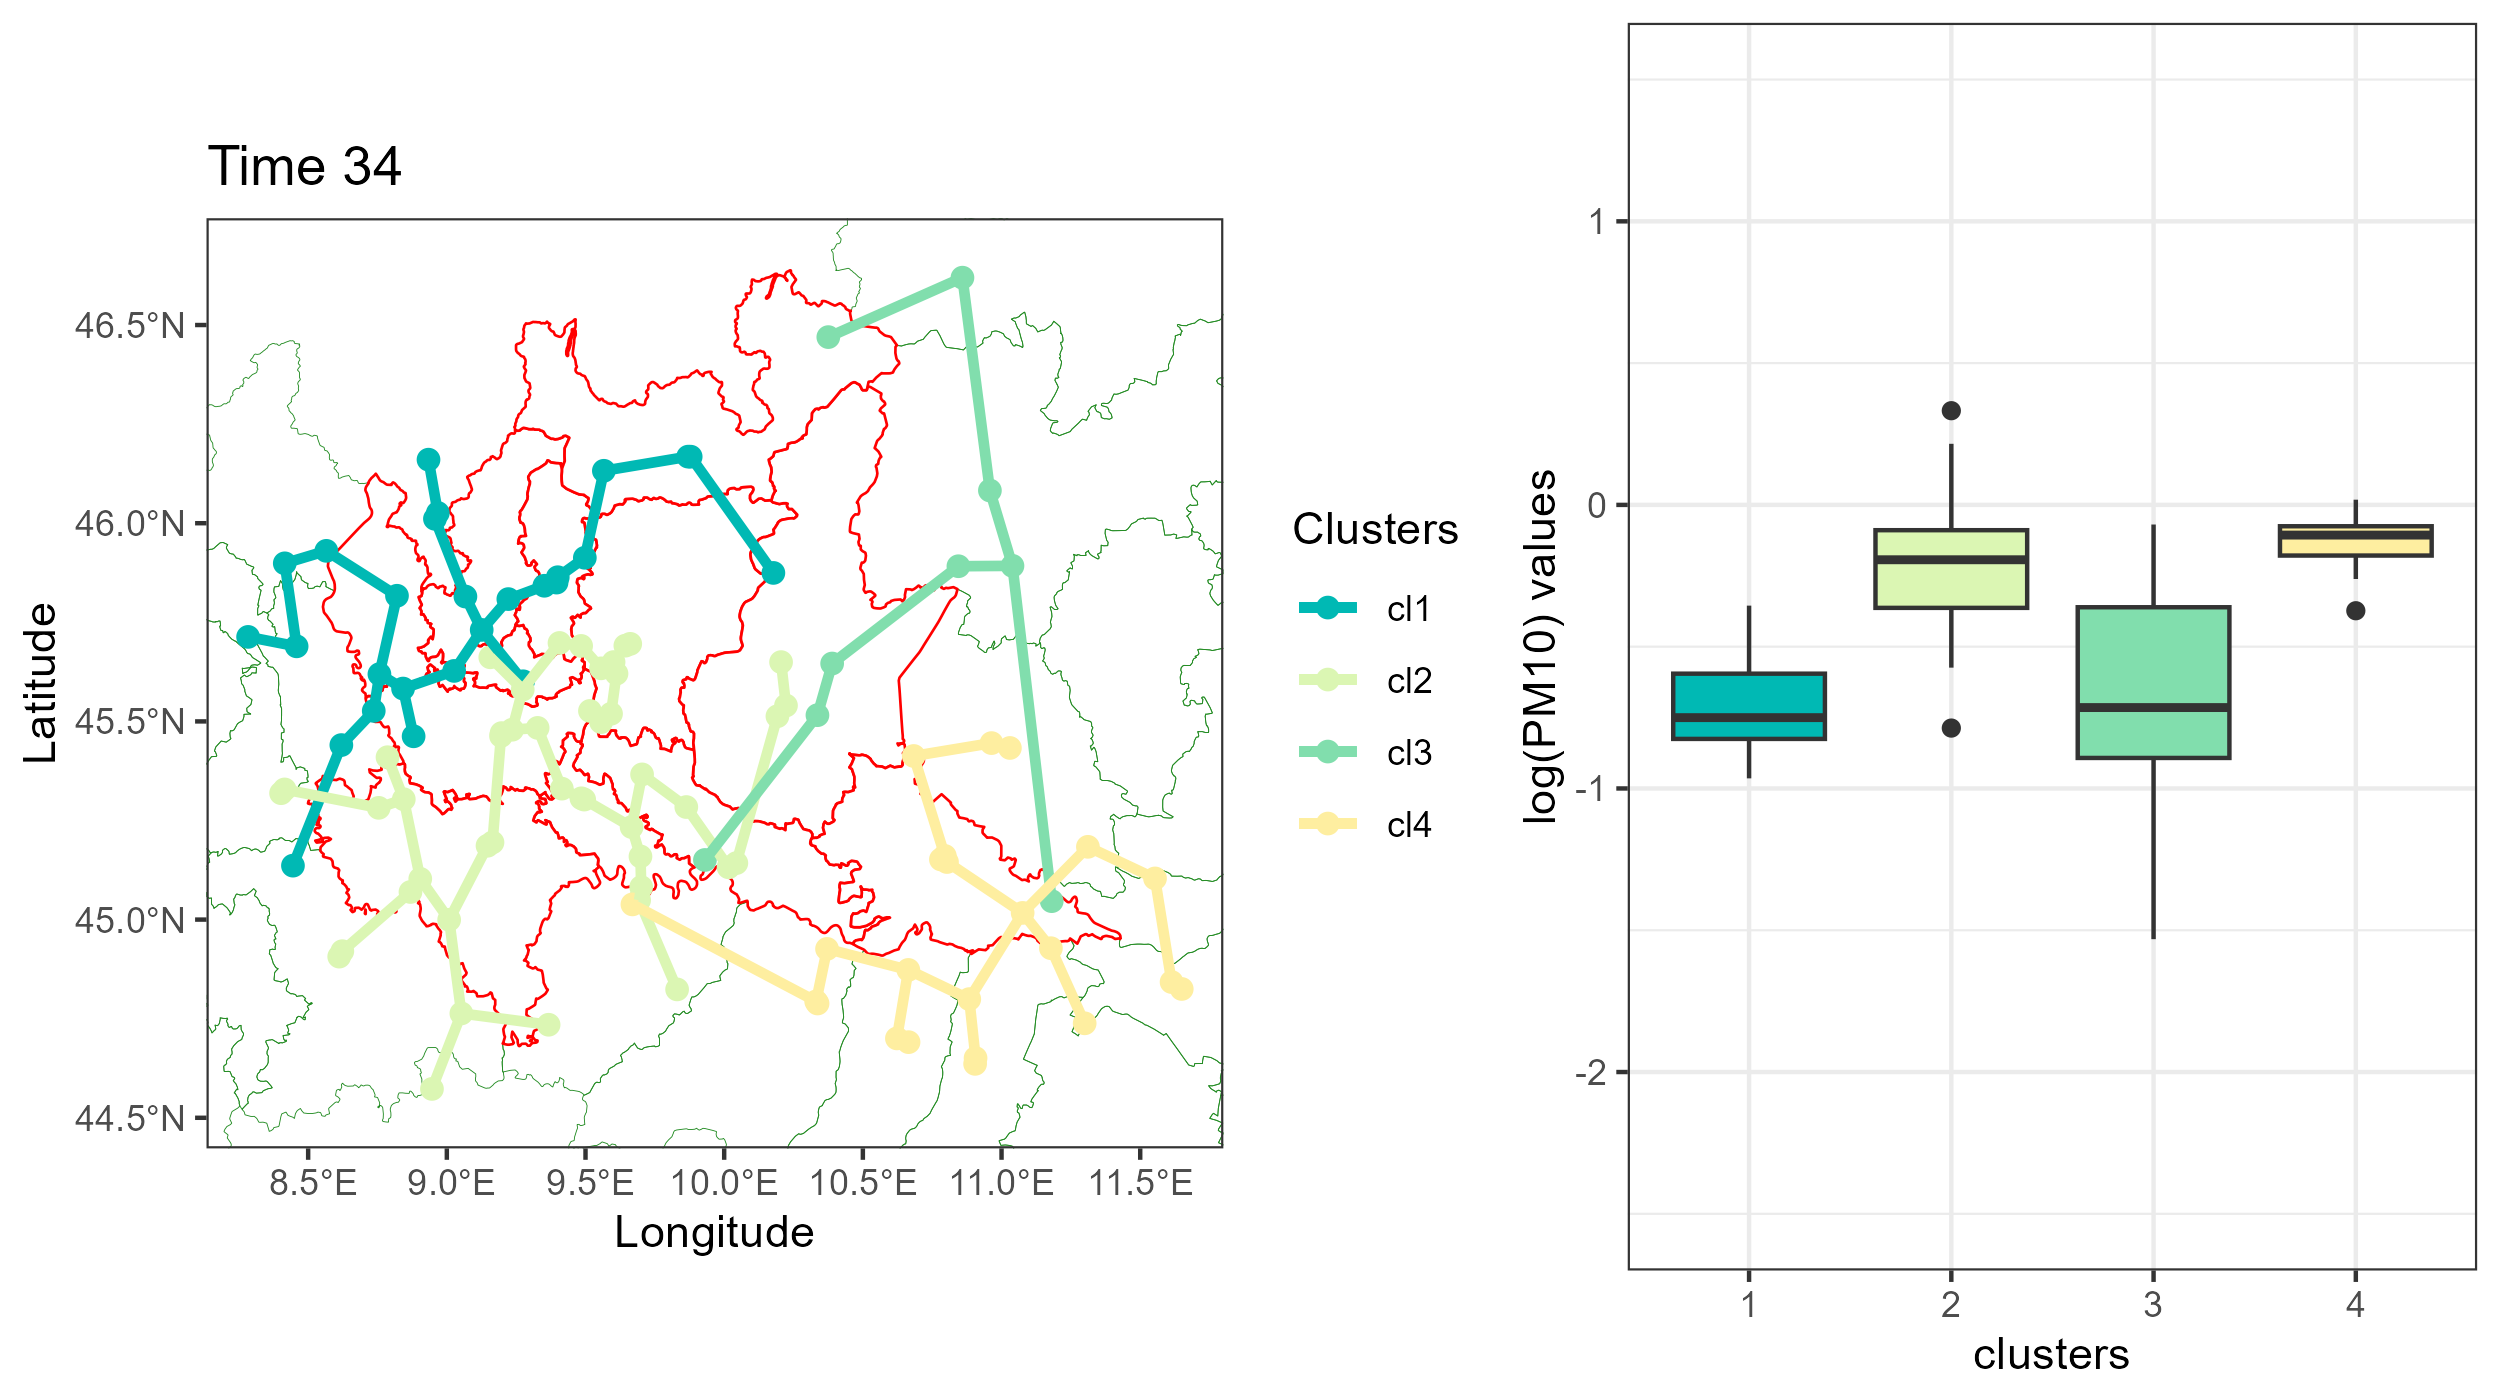 Time 34
46.5°N
46.0°N
45.5°N
45.0°N
44.5°N
Latitude
8.5°E 9.0°E 9.5°E 10.0°E 10.5°E 11.0°E 11.5°E
Longitude
Clusters
cl1
cl2
cl3
cl4
log(PM10) values
1
0
-1
-2
1 2 3 4
clusters